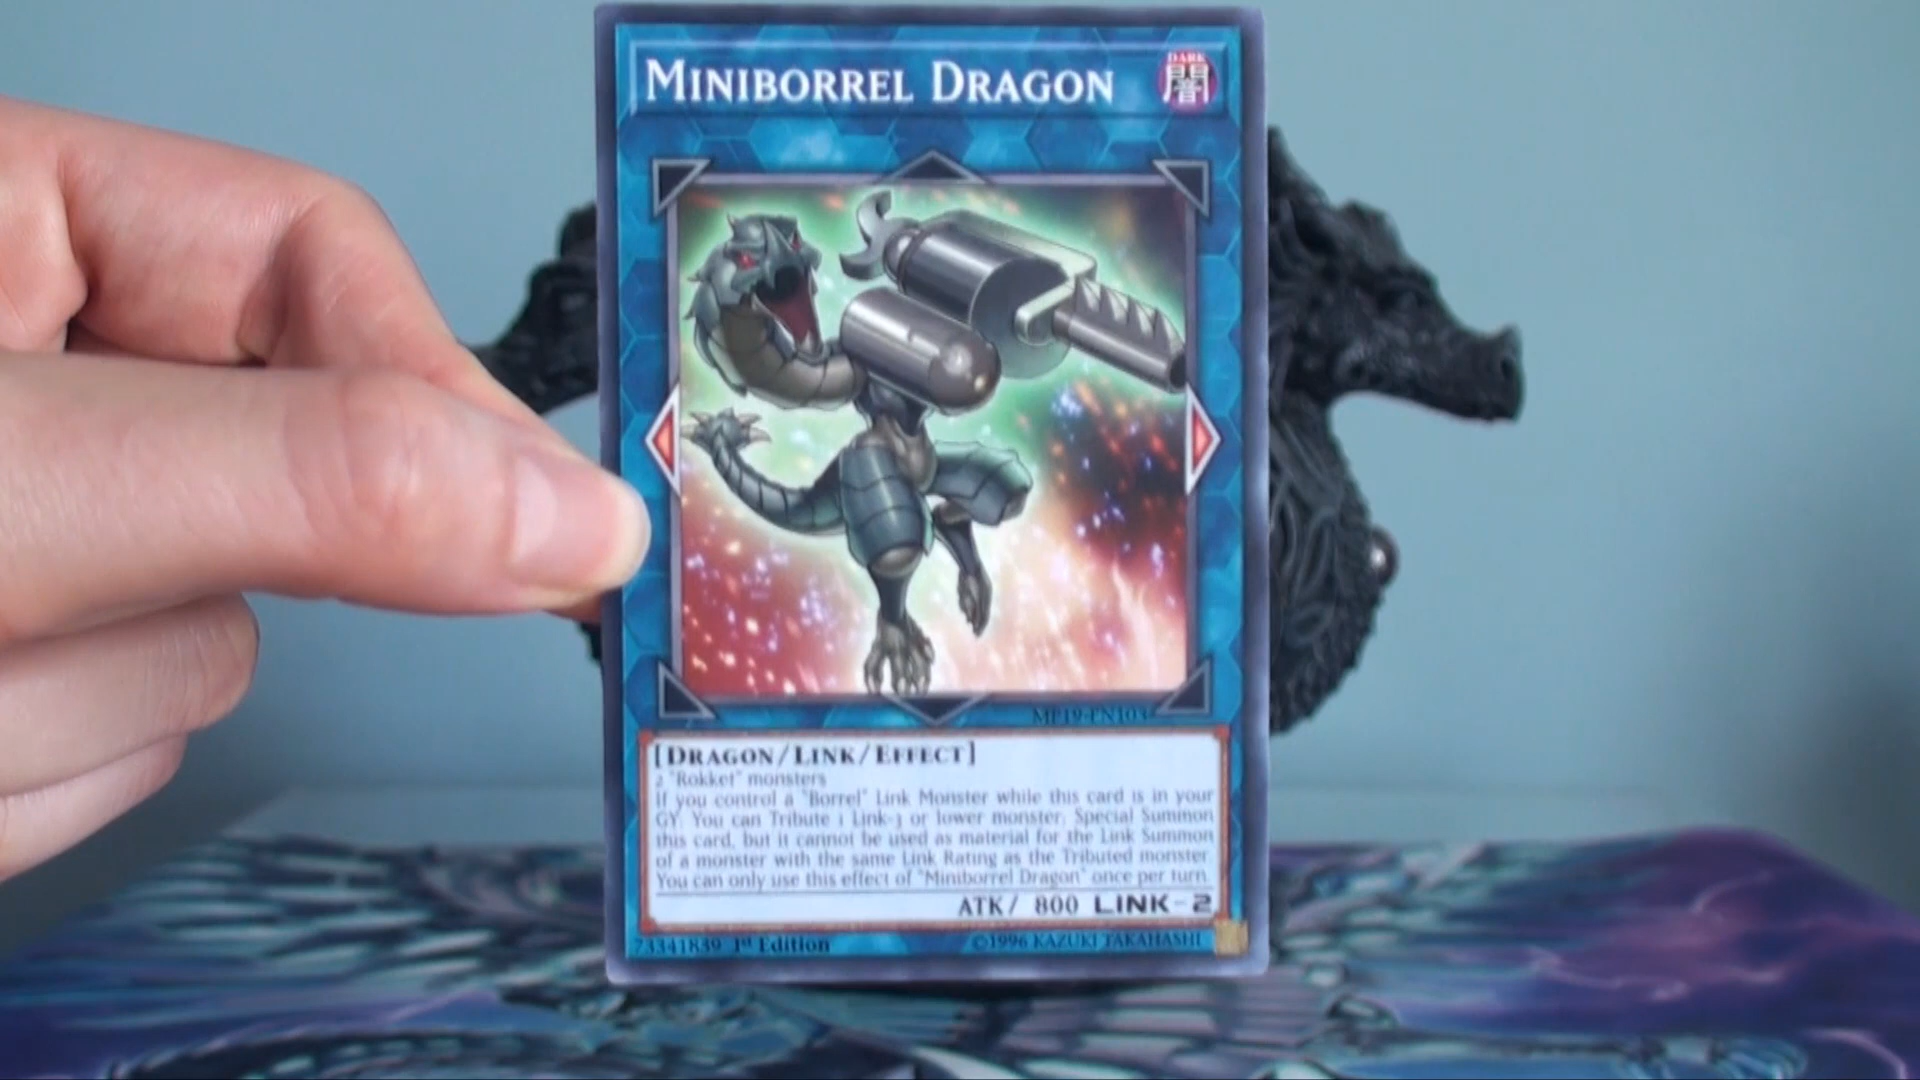 MINIBORREL DRAGON
DARK
闇
MP19-EN103
[DRAGON/LINK/EFFECT]
2 "Rokket" monsters
If you control a "Borrel" Link Monster while this card is in your
GY: You can Tribute 1 Link-3 or lower monster; Special Summon
this card, but it cannot be used as material for the Link Summon
of a monster with the same Link Rating as the Tributed monster.
You can only use this effect of "Miniborrel Dragon" once per turn.
ATK/ 800 LINK-2
73341839 1st Edition
©1996 KAZUKI TAKAHASHI